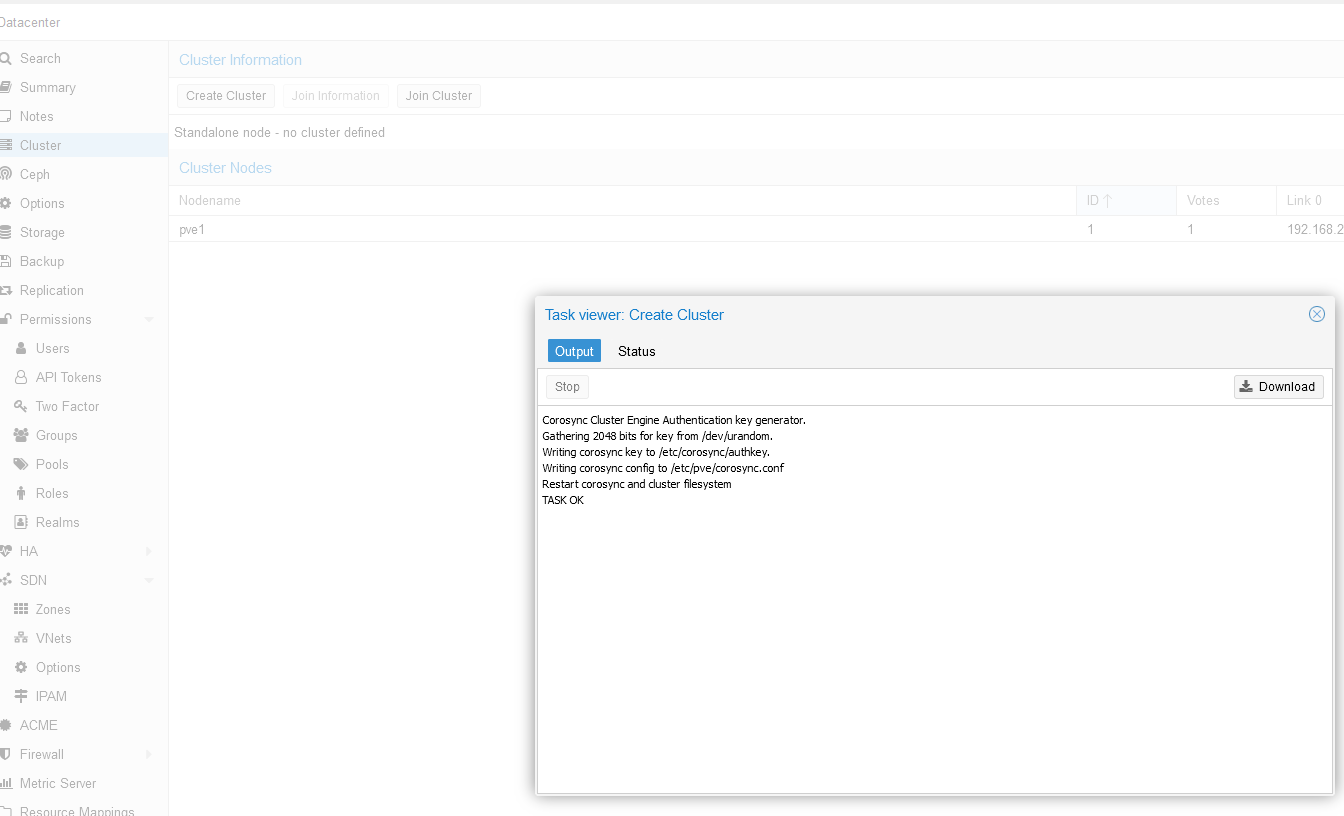 Datacenter
Search
Summary
Notes
Cluster
Ceph
Options
Storage
Backup
Replication
Permissions
Users
API Tokens
Two Factor
Groups
Pools
Roles
Realms
HA
SDN
Zones
VNets
Options
IPAM
ACME
Firewall
Metric Server
Resource Mappings
Cluster Information
Create Cluster Join Information Join Cluster
Standalone node - no cluster defined
Cluster Nodes
Nodename ID ↑ Votes Link 0
pve1 1 1 192.168.2
Task viewer: Create Cluster
Output Status
Stop Download
Corosync Cluster Engine Authentication key generator.
Gathering 2048 bits for key from /dev/urandom.
Writing corosync key to /etc/corosync/authkey.
Writing corosync config to /etc/pve/corosync.conf
Restart corosync and cluster filesystem
TASK OK